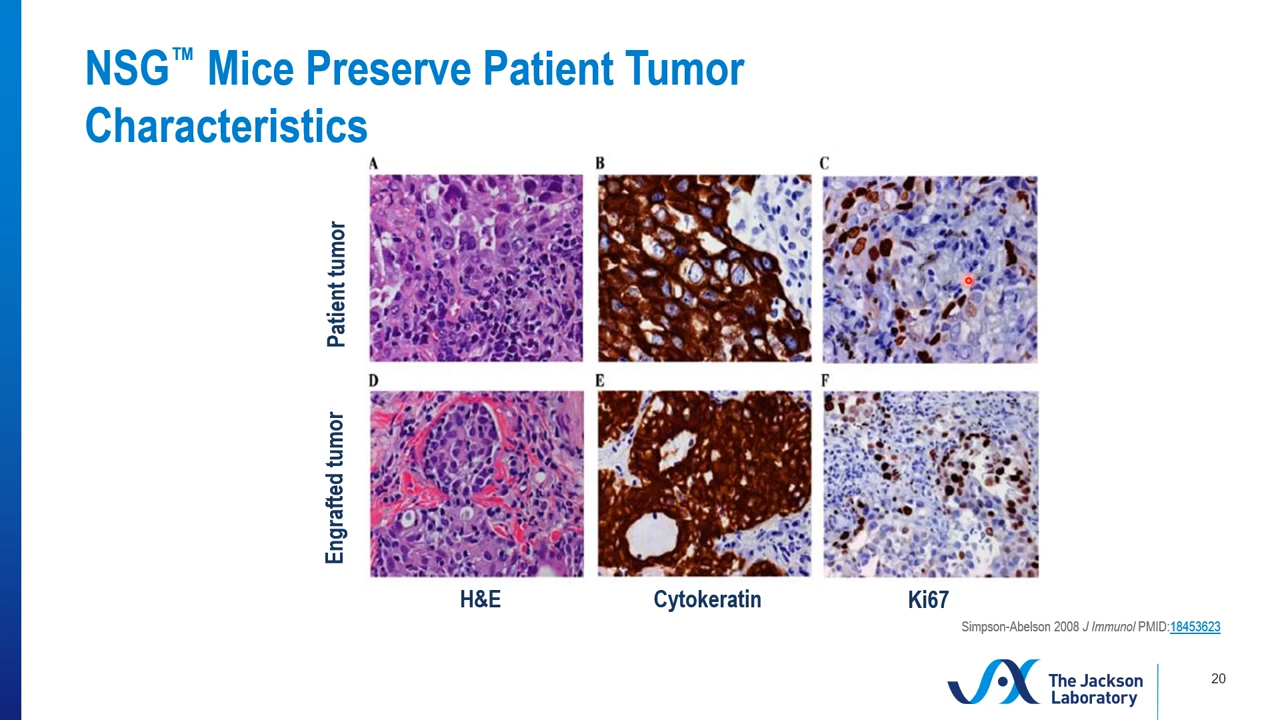 NSG™ Mice Preserve Patient Tumor
Characteristics
A
B
C
Patient tumor
D
E
F
Engrafted tumor
H&E
Cytokeratin
Ki67
Simpson-Abelson 2008 J Immunol PMID:18453623
The Jackson
Laboratory
20